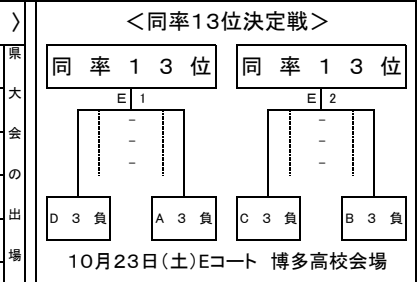 〉
県
大
会
の
出
場
＜同率13位決定戦＞
同 率 1 3 位 同 率 1 3 位
E 1 E 2
－ －
－ －
－ －
D 3 負 A 3 負 C 3 負 B 3 負
10月23日(土)Eコート 博多高校会場